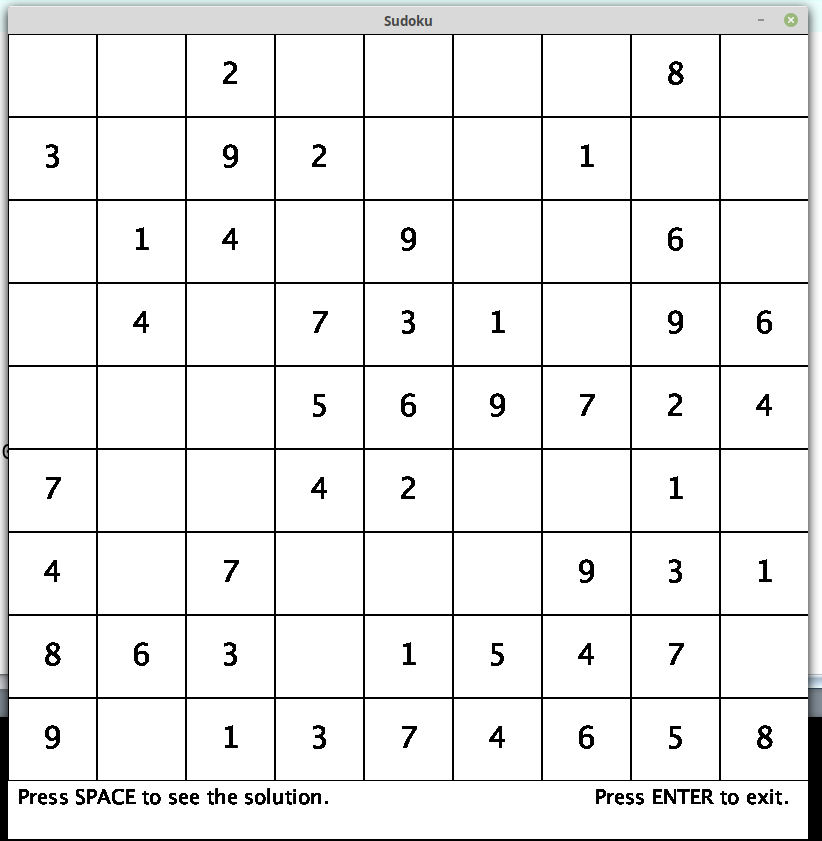 Sudoku
2 8
3 9 2 1
1 4 9 6
4 7 3 1 9 6
5 6 9 7 2 4
7 4 2 1
4 7 9 3 1
8 6 3 1 5 4 7
9 1 3 7 4 6 5 8
Press SPACE to see the solution. Press ENTER to exit.